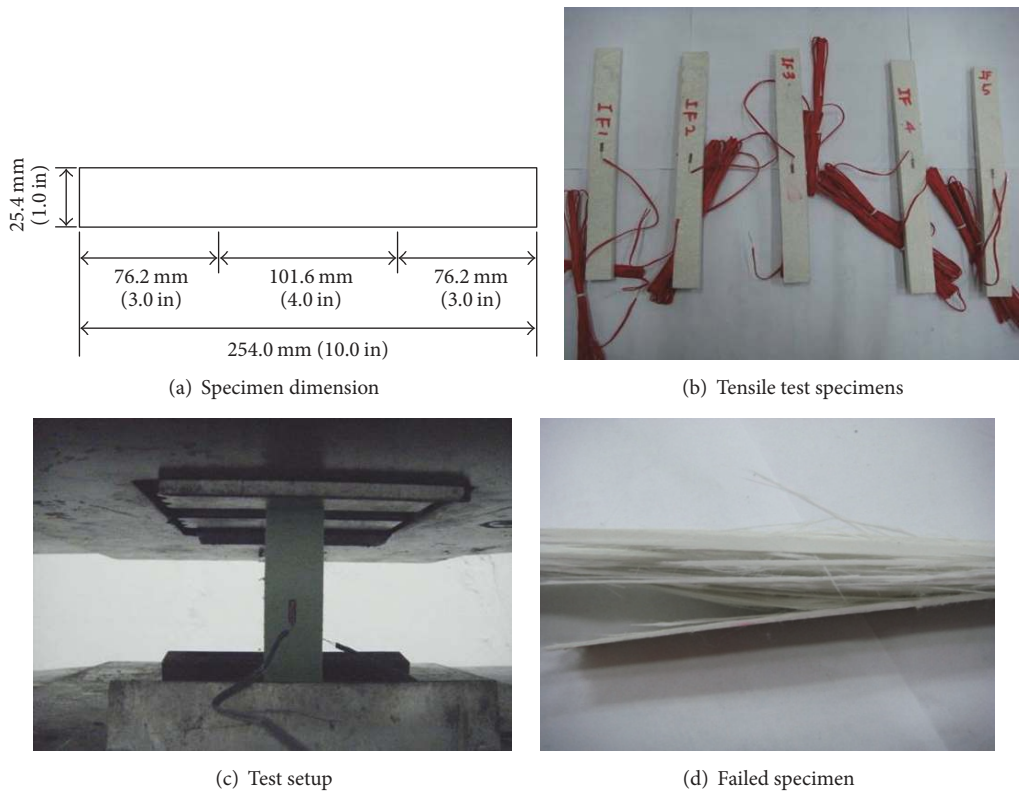 25.4 mm
(1.0 in)
76.2 mm
(3.0 in)
101.6 mm
(4.0 in)
76.2 mm
(3.0 in)
254.0 mm (10.0 in)
(a) Specimen dimension
IF1
IF2
IF3
IF 4
IF5
(b) Tensile test specimens
(c) Test setup
(d) Failed specimen